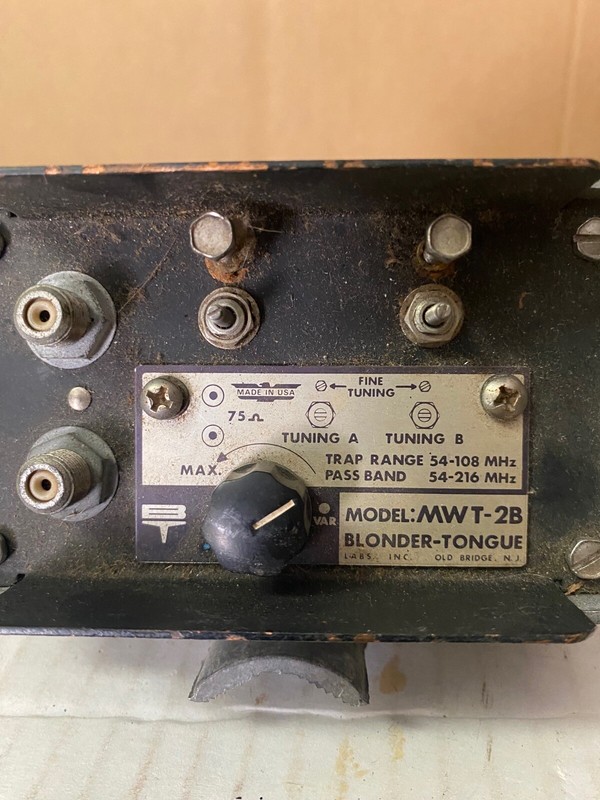 MADE IN USA
FINE
TUNING
75Ω
TUNING A TUNING B
MAX.
TRAP RANGE 54-108 MHz
PASS BAND 54-216 MHz
BT
VAR
MODEL: MWT-2B
BLONDER-TONGUE
LABS. INC. OLD BRIDGE, N.J.